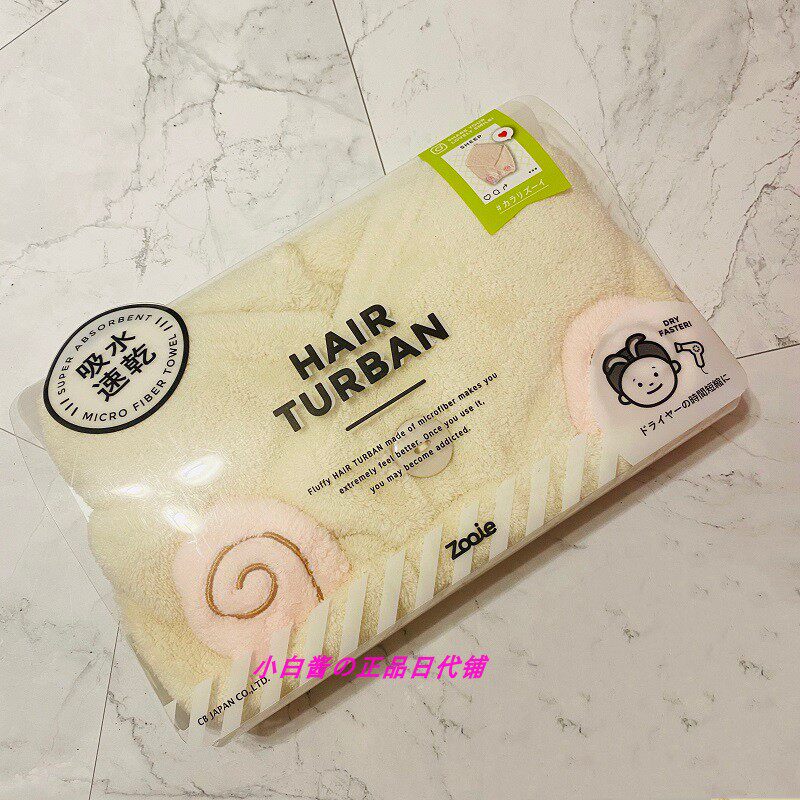 SHEEP
#カラリズーイ
SUPER ABSORBENT
吸水
速乾
MICRO FIBER TOWEL
HAIR
TURBAN
Fluffy HAIR TURBAN made of microfiber makes you
extremely feel better. Once you use it,
you may become addicted.
DRY
FASTER!
ドライヤーの時間短縮に
Zooie
小白酱の正品日代铺
CB JAPAN CO.,LTD.